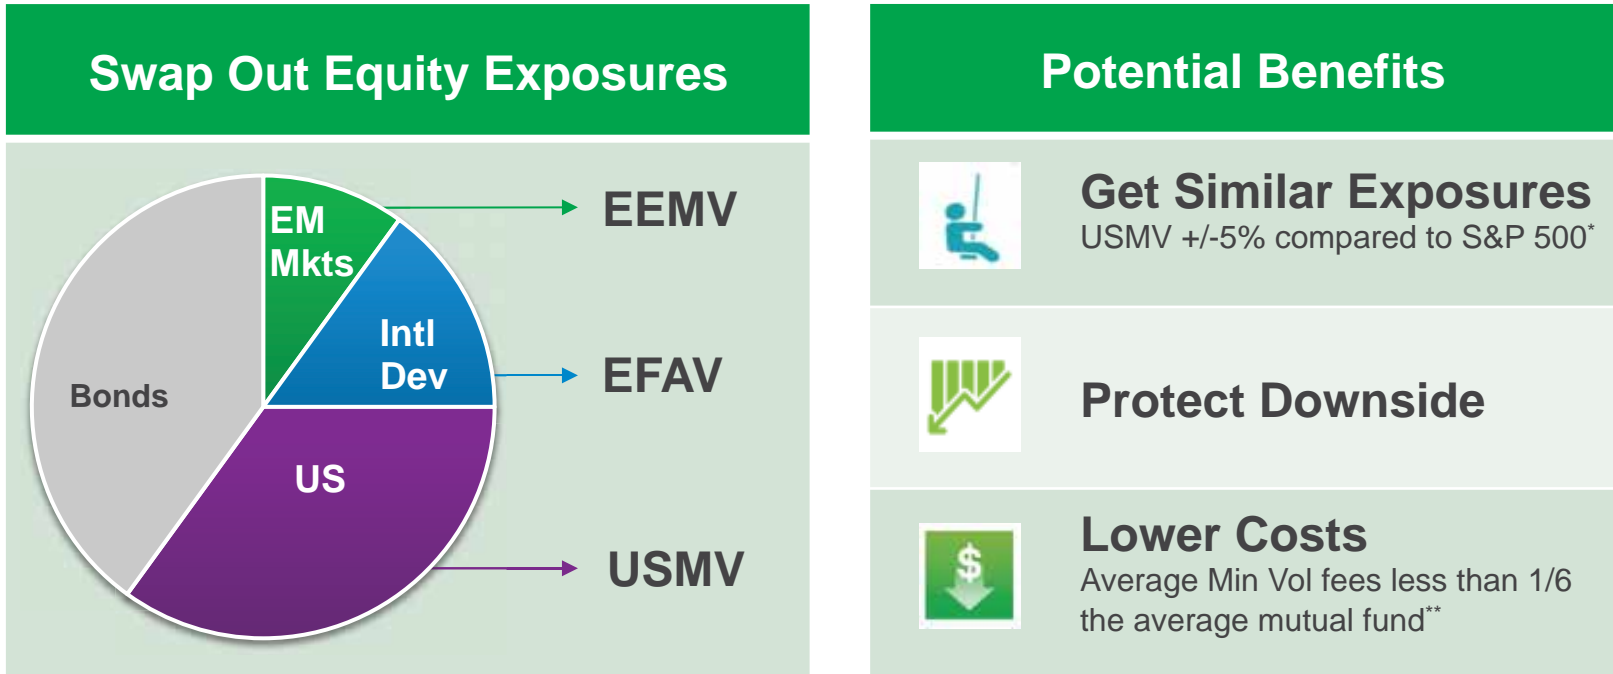 Swap Out Equity Exposures
EM
Mkts
Intl
Dev
Bonds
US
EEMV
EFAV
USMV
Potential Benefits
Get Similar Exposures
USMV +/-5% compared to S&P 500*
Protect Downside
$
Lower Costs
Average Min Vol fees less than 1/6
the average mutual fund**